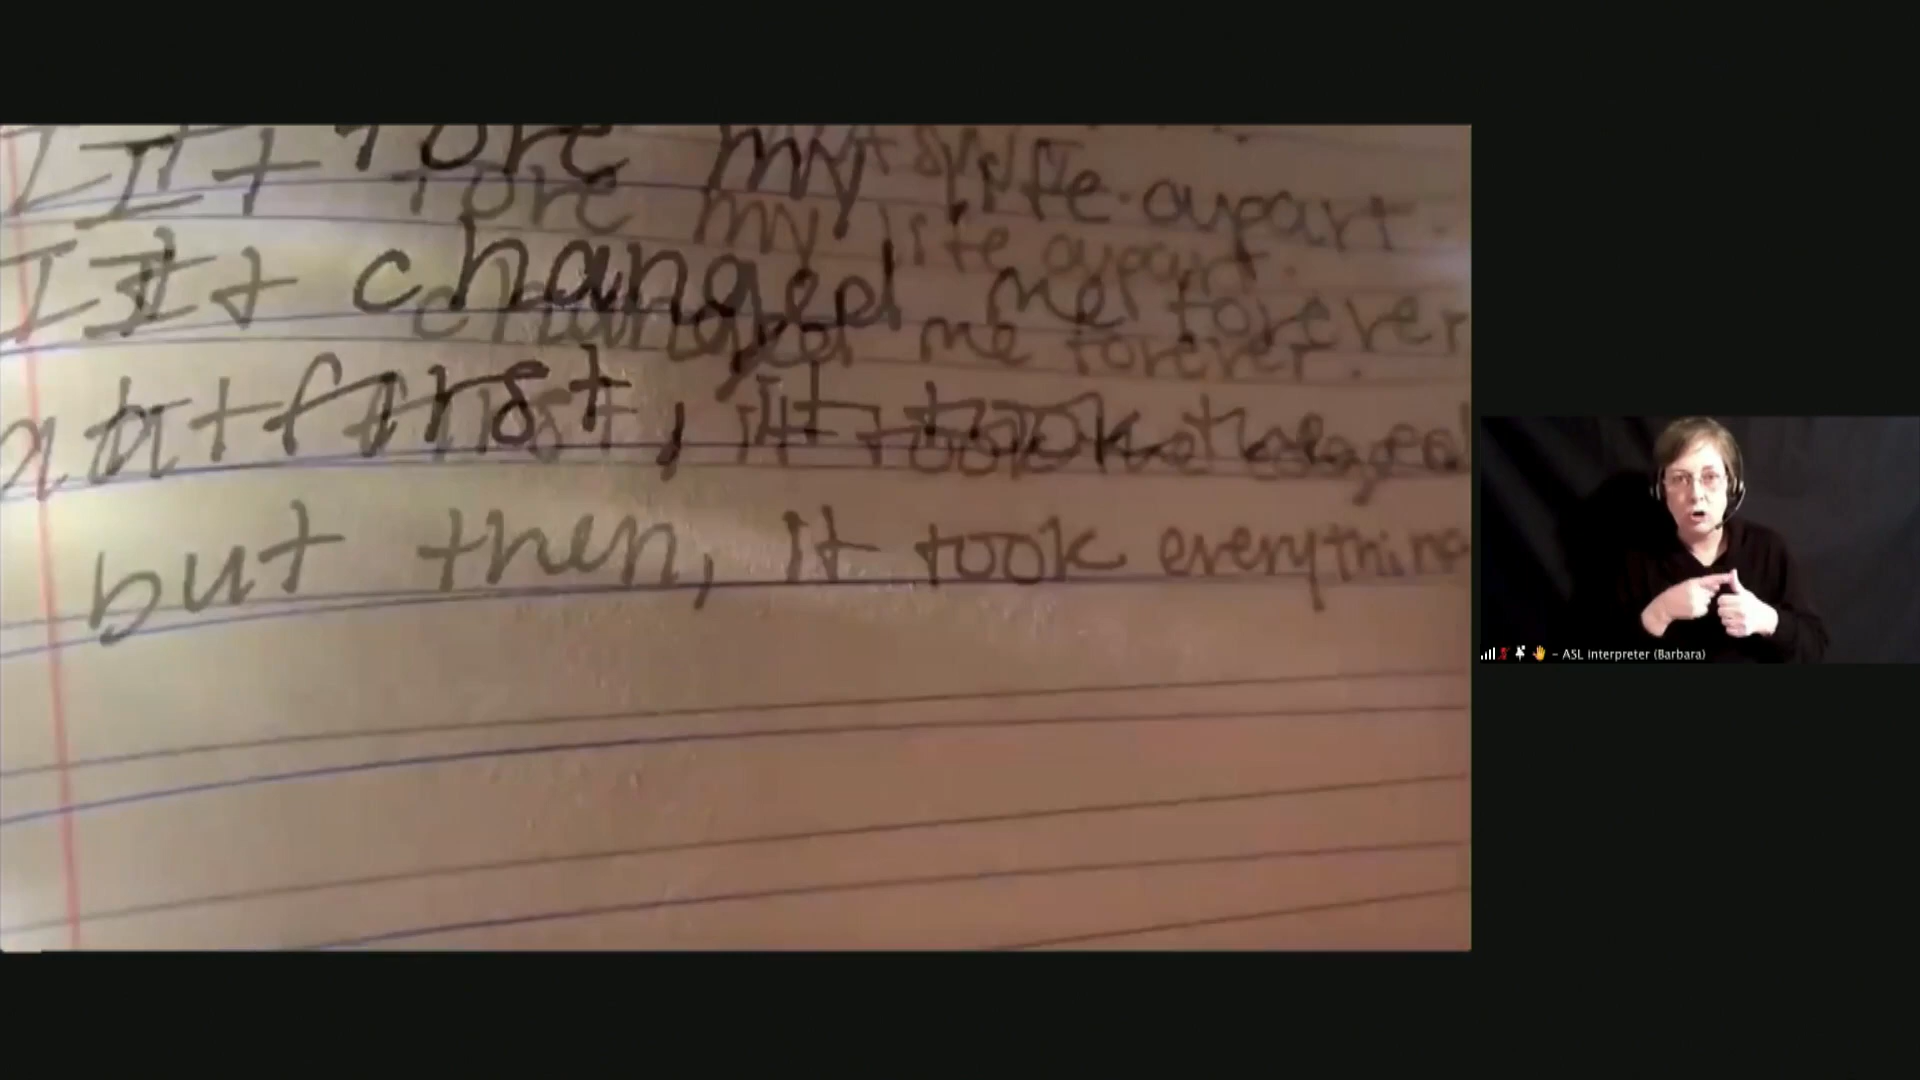 It tore my life apart.
It changed me forever.
at first, it took the
but then, it took everything
- ASL interpreter (Barbara)